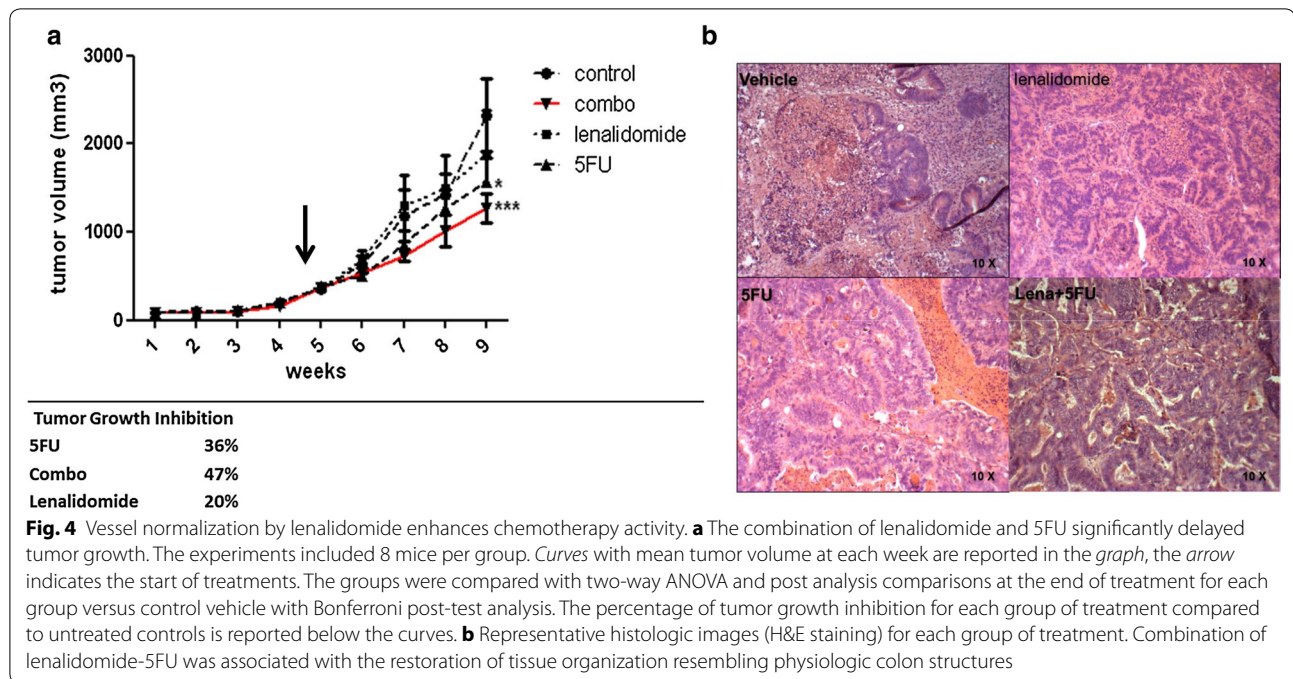 a
b
3000
2000
1000
0
tumor volume (mm3)
control
combo
lenalidomide
5FU
*
***
1 2 3 4 5 6 7 8 9
weeks
Tumor Growth Inhibition
5FU 36%
Combo 47%
Lenalidomide 20%
Vehicle
10 X
lenalidomide
10 X
5FU
10 X
Lena+5FU
10 X
Fig. 4 Vessel normalization by lenalidomide enhances chemotherapy activity. a The combination of lenalidomide and 5FU significantly delayed
tumor growth. The experiments included 8 mice per group. Curves with mean tumor volume at each week are reported in the graph, the arrow
indicates the start of treatments. The groups were compared with two-way ANOVA and post analysis comparisons at the end of treatment for each
group versus control vehicle with Bonferroni post-test analysis. The percentage of tumor growth inhibition for each group of treatment compared
to untreated controls is reported below the curves. b Representative histologic images (H&E staining) for each group of treatment. Combination of
lenalidomide-5FU was associated with the restoration of tissue organization resembling physiologic colon structures